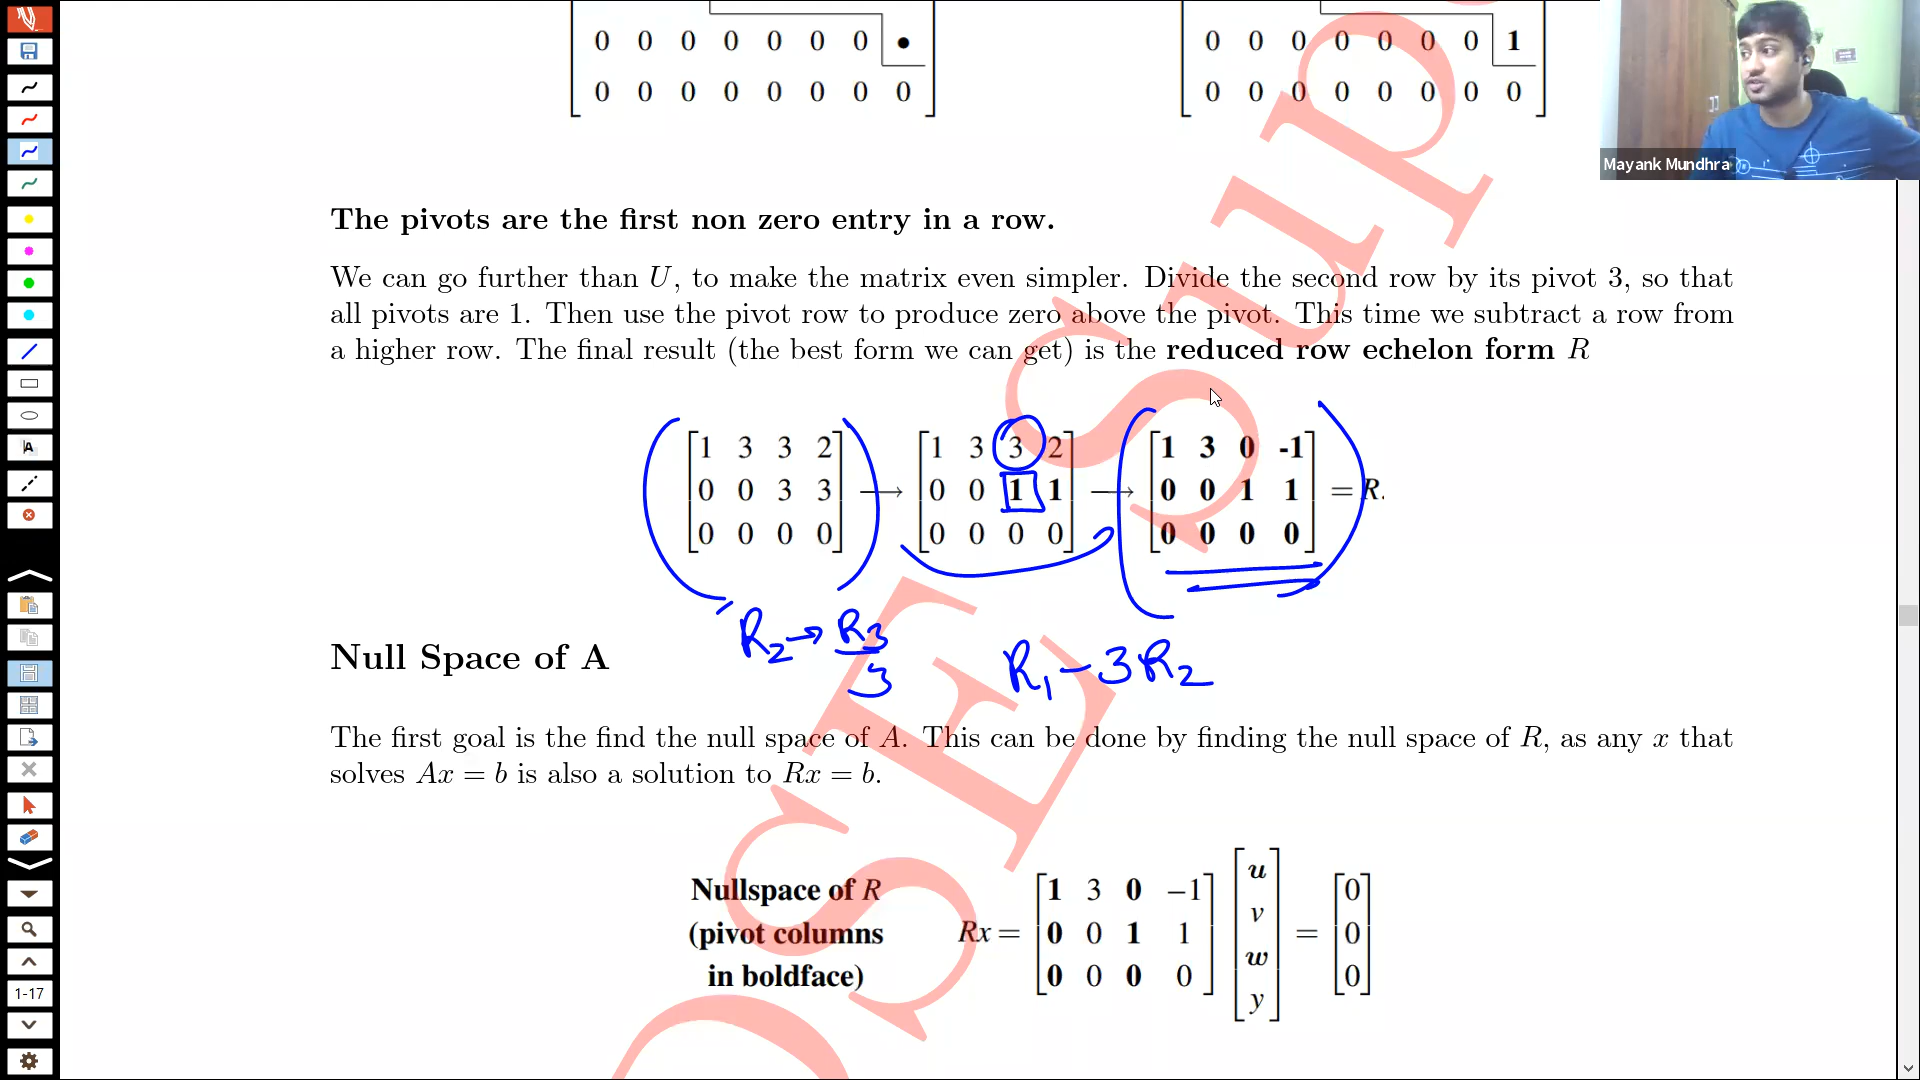 0 0 0 0 0 0 0 •
0 0 0 0 0 0 0 0
0 0 0 0 0 0 0 1
0 0 0 0 0 0 0 0
Mayank Mundhra
The pivots are the first non zero entry in a row.
We can go further than U, to make the matrix even simpler. Divide the second row by its pivot 3, so that
all pivots are 1. Then use the pivot row to produce zero above the pivot. This time we subtract a row from
a higher row. The final result (the best form we can get) is the reduced row echelon form R
1 3 3 2
0 0 3 3
0 0 0 0
→
1 3 3 2
0 0 1 1
0 0 0 0
→
1 3 0 -1
0 0 1 1
0 0 0 0
= R.
R2 → R3/3
R1 - 3R2
Null Space of A
The first goal is the find the null space of A. This can be done by finding the null space of R, as any x that
solves Ax = b is also a solution to Rx = b.
Nullspace of R
(pivot columns
in boldface)
Rx =
1 3 0 −1
0 0 1 1
0 0 0 0
u
v
w
y
=
0
0
0
OSE Sup
A
1-17